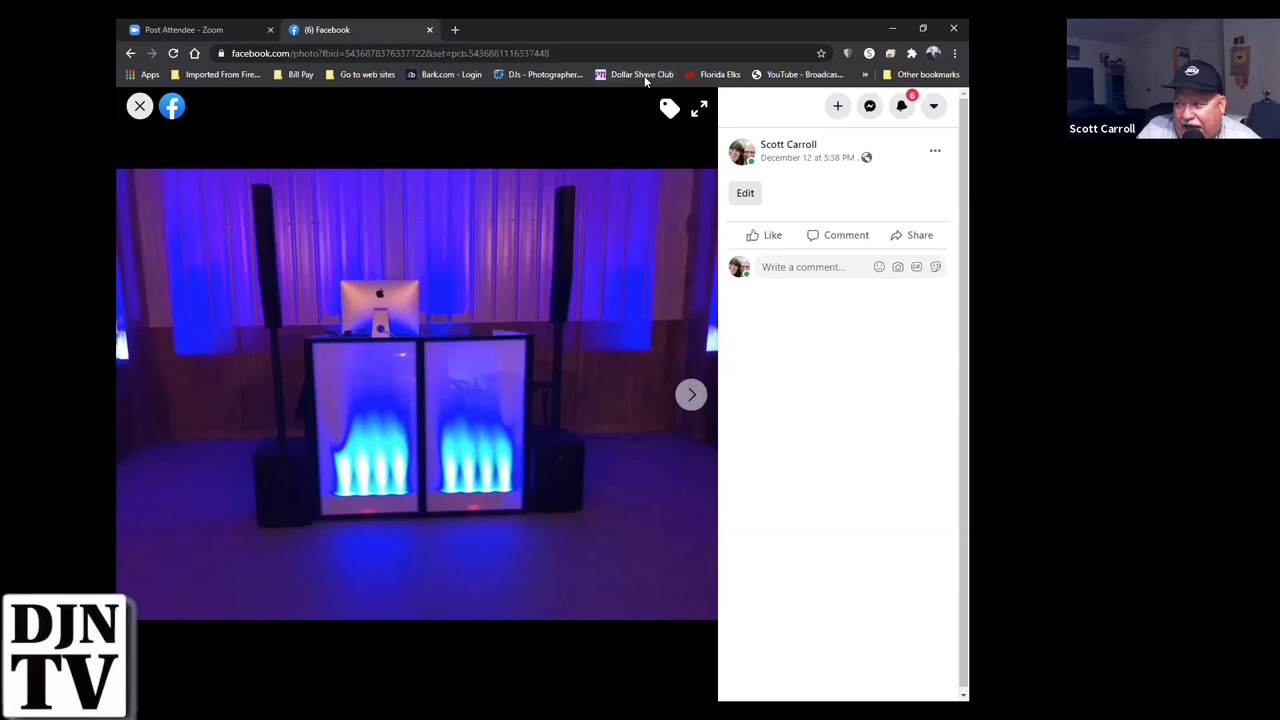 Post Attendee - Zoom
(6) Facebook
facebook.com/photo?fbid=5436878376337722&set=pcb.5436881116337448
Apps
Imported From Fire...
Bill Pay
Go to web sites
Bark.com - Login
DJs - Photographer...
Dollar Shave Club
Florida Elks
YouTube - Broadcas...
»
Other bookmarks
6
Scott Carroll
December 12 at 5:38 PM
Edit
Like
Comment
Share
Write a comment...
GIF
Scott Carroll
DJN
TV